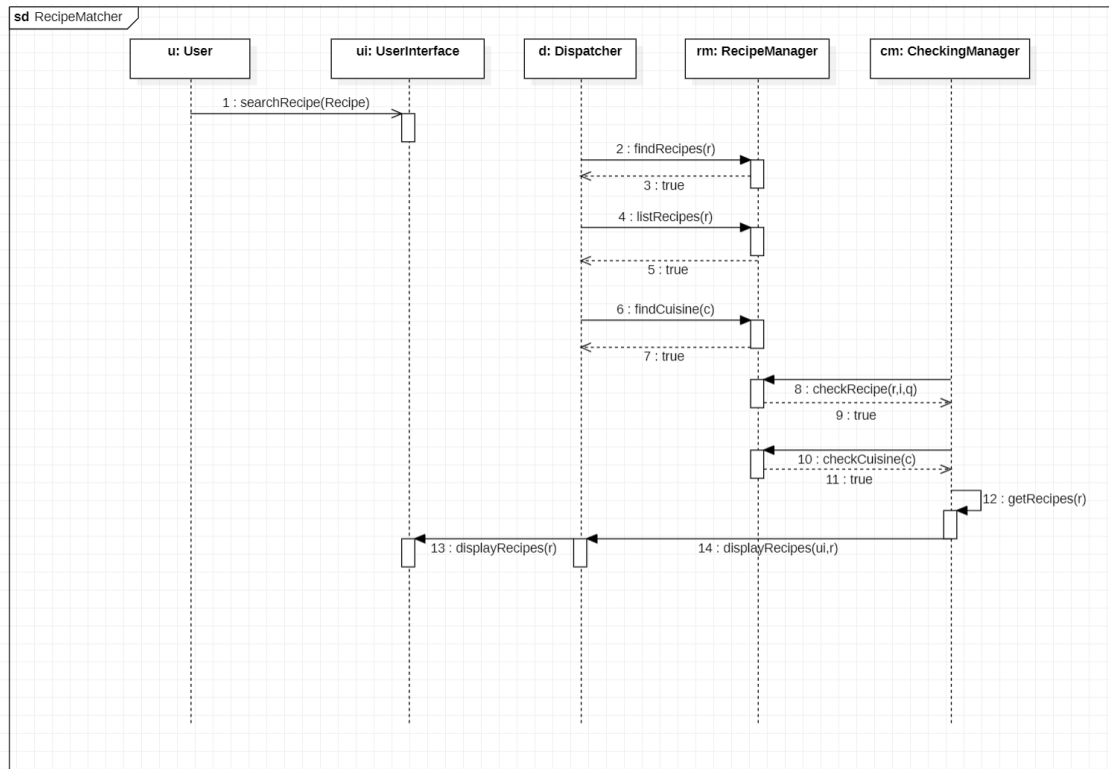 sd RecipeMatcher
u: User
ui: UserInterface
d: Dispatcher
rm: RecipeManager
cm: CheckingManager
1 : searchRecipe(Recipe)
2 : findRecipes(r)
3 : true
4 : listRecipes(r)
5 : true
6 : findCuisine(c)
7 : true
8 : checkRecipe(r,i,q)
9 : true
10 : checkCuisine(c)
11 : true
12 : getRecipes(r)
13 : displayRecipes(r)
14 : displayRecipes(ui,r)